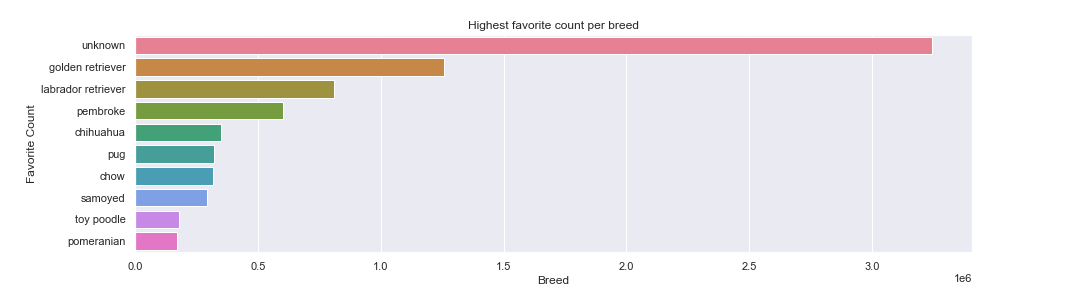 Highest favorite count per breed
Favorite Count
unknown
golden retriever
labrador retriever
pembroke
chihuahua
pug
chow
samoyed
toy poodle
pomeranian
0.0 0.5 1.0 1.5 2.0 2.5 3.0
1e6
Breed